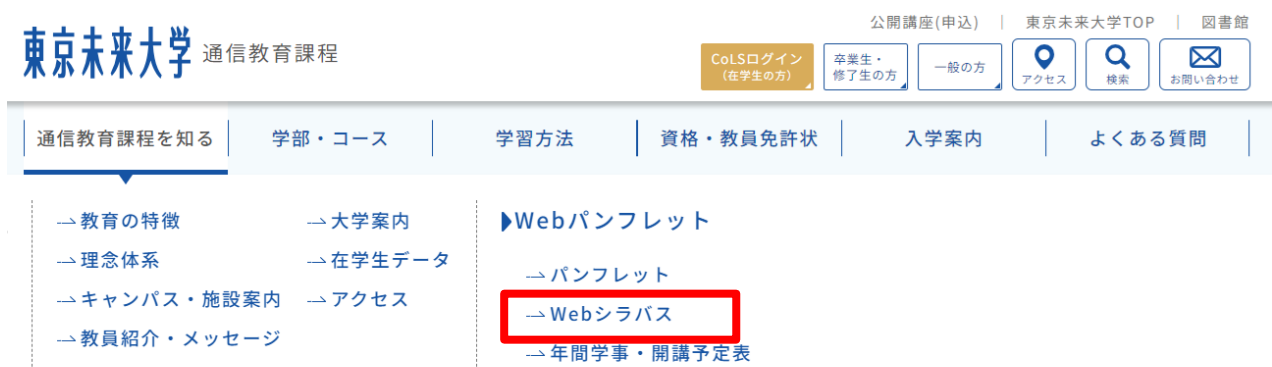 公開講座(申込) | 東京未来大学TOP | 図書館
東京未来大学 通信教育課程
CoLSログイン
(在学生の方)
卒業生・
修了生の方
一般の方
アクセス
検索
お問い合わせ
通信教育課程を知る 学部・コース 学習方法 資格・教員免許状 入学案内 よくある質問
教育の特徴
理念体系
キャンパス・施設案内
教員紹介・メッセージ
大学案内
在学生データ
アクセス
Webパンフレット
パンフレット
Webシラバス
年間学事・開講予定表